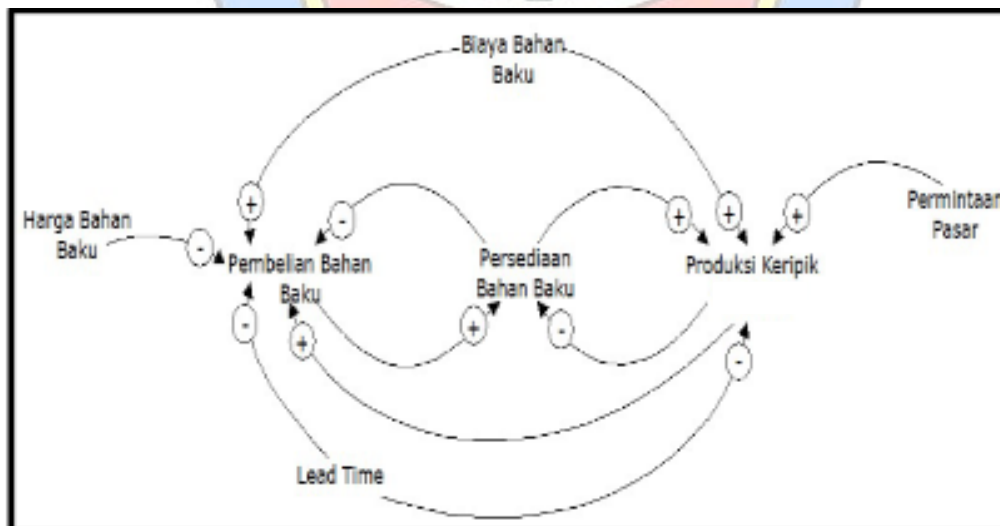 Biaya Bahan
Baku
+
-
+
+
+
Permintaan
Pasar
Harga Bahan
Baku
-
Pembelian Bahan
Baku
Persediaan
Bahan Baku
Produksi Keripik
-
+
+
-
-
Lead Time